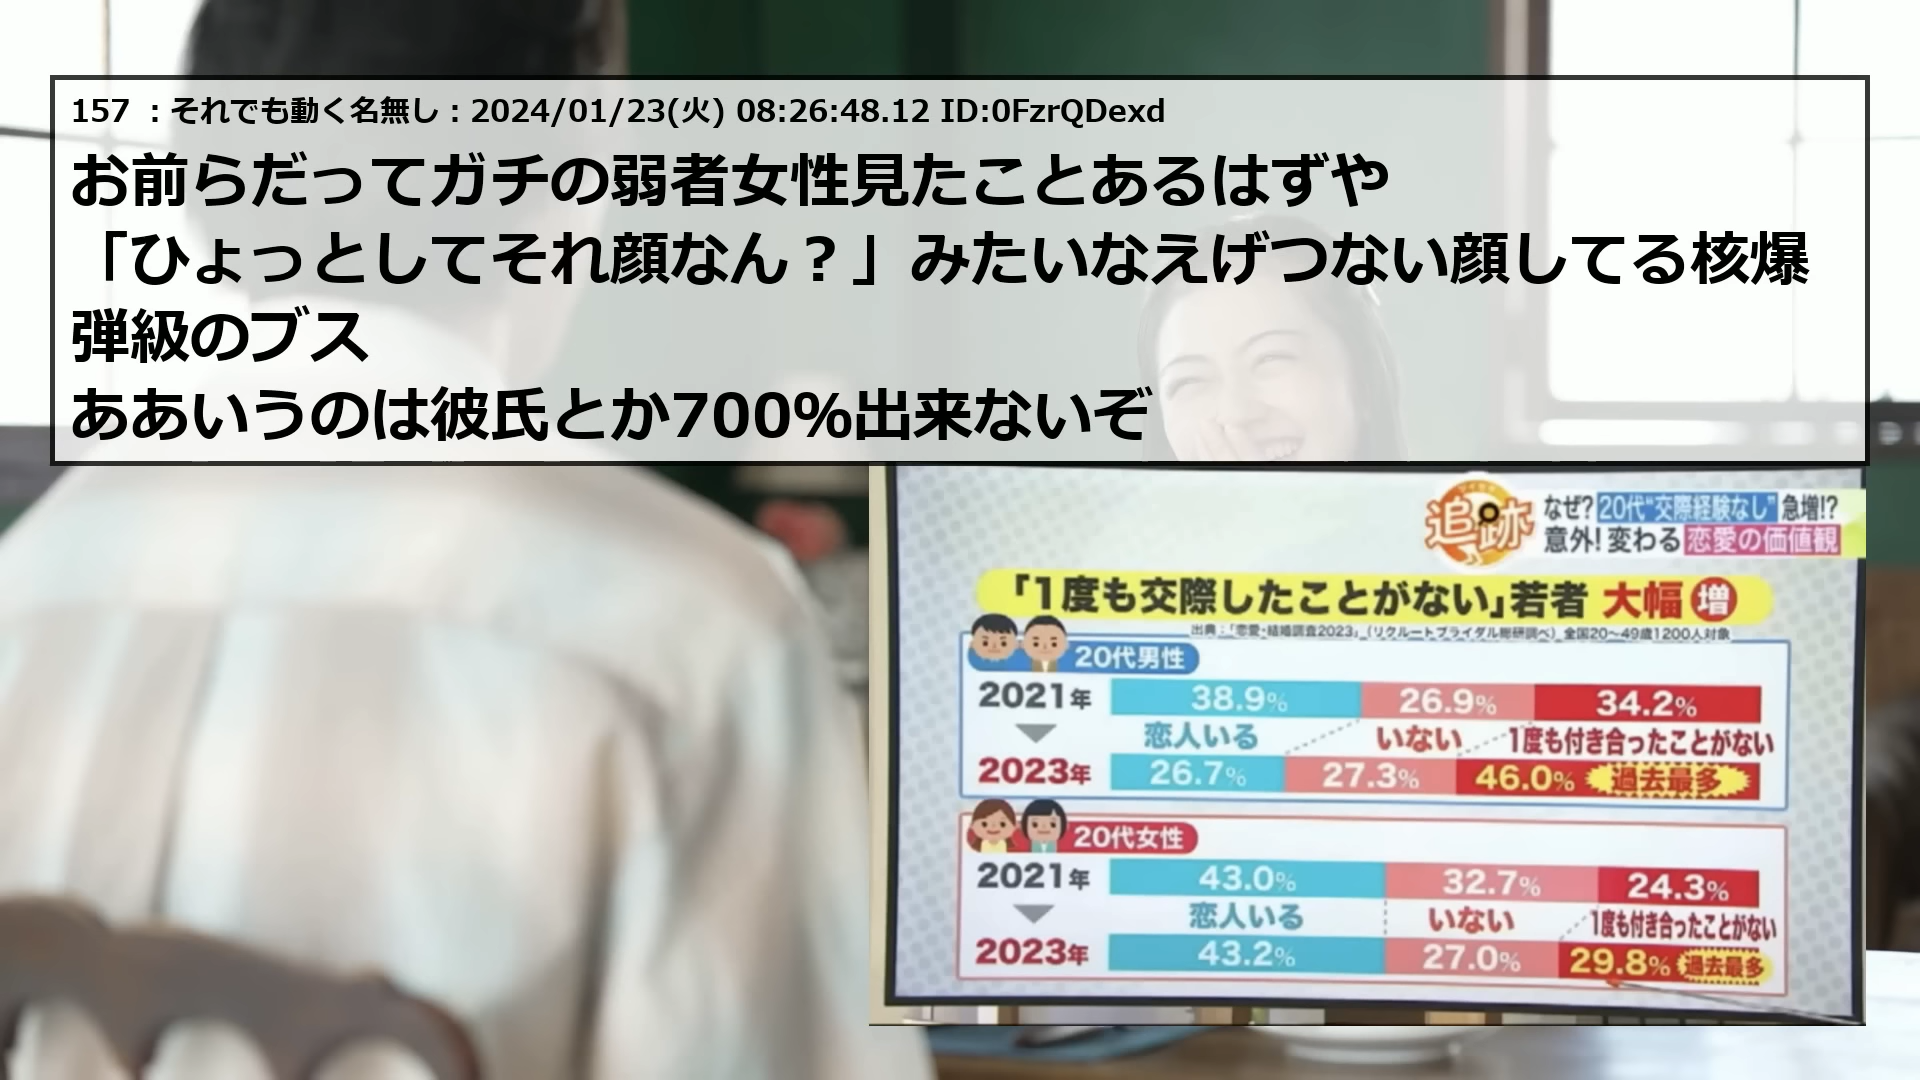 157 ：それでも動く名無し：2024/01/23(火) 08:26:48.12 ID:0FzrQDexd
お前らだってガチの弱者女性見たことあるはずや
「ひょっとしてそれ顔なん？」みたいなえげつない顔してる核爆
弾級のブス
ああいうのは彼氏とか700%出来ないぞ
追跡
なぜ?20代“交際経験なし”急増!?
意外!変わる恋愛の価値観
「1度も交際したことがない」若者 大幅増
出典：「恋愛・結婚調査2023」(リクルートブライダル総研調べ) 全国20～49歳1200人対象
20代男性
2021年 38.9% 26.9% 34.2%
恋人いる いない 1度も付き合ったことがない
2023年 26.7% 27.3% 46.0% 過去最多
20代女性
2021年 43.0% 32.7% 24.3%
恋人いる いない 1度も付き合ったことがない
2023年 43.2% 27.0% 29.8% 過去最多